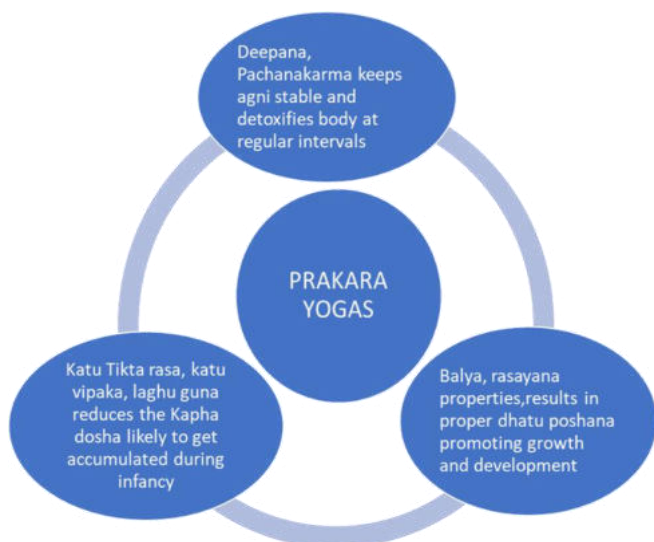 Deepana,
Pachanakarma keeps
agni stable and
detoxifies body at
regular intervals
PRAKARA
YOGAS
Katu Tikta rasa, katu
vipaka, laghu guna
reduces the Kapha
dosha likely to get
accumulated during
infancy
Balya, rasayana
properties,results in
proper dhatu poshana
promoting growth
and development